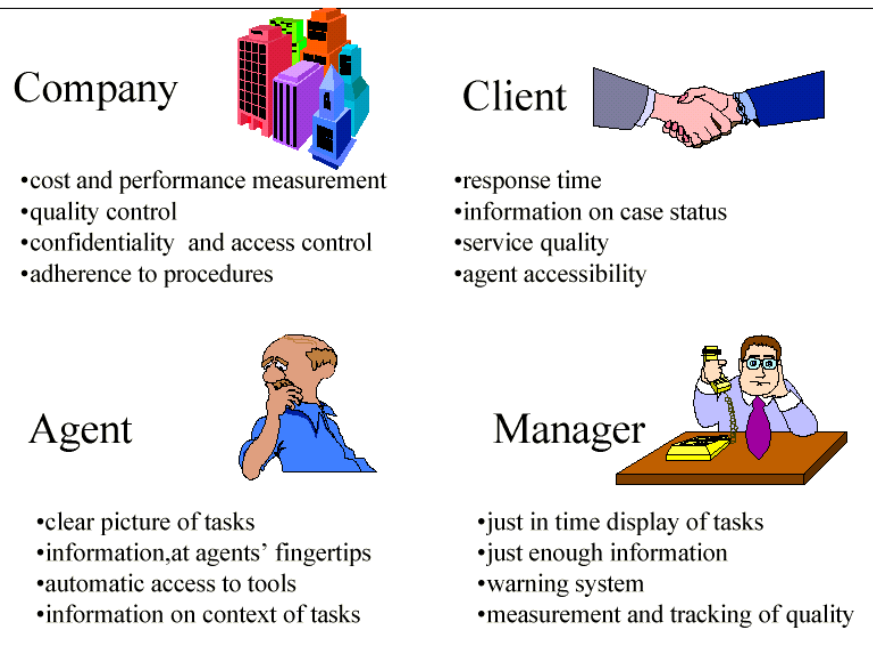 Company
•cost and performance measurement
•quality control
•confidentiality  and access control
•adherence to procedures
Client
•response time
•information on case status
•service quality
•agent accessibility
Agent
•clear picture of tasks
•information,at agents’ fingertips
•automatic access to tools
•information on context of tasks
Manager
•just in time display of tasks
•just enough information
•warning system
•measurement and tracking of quality